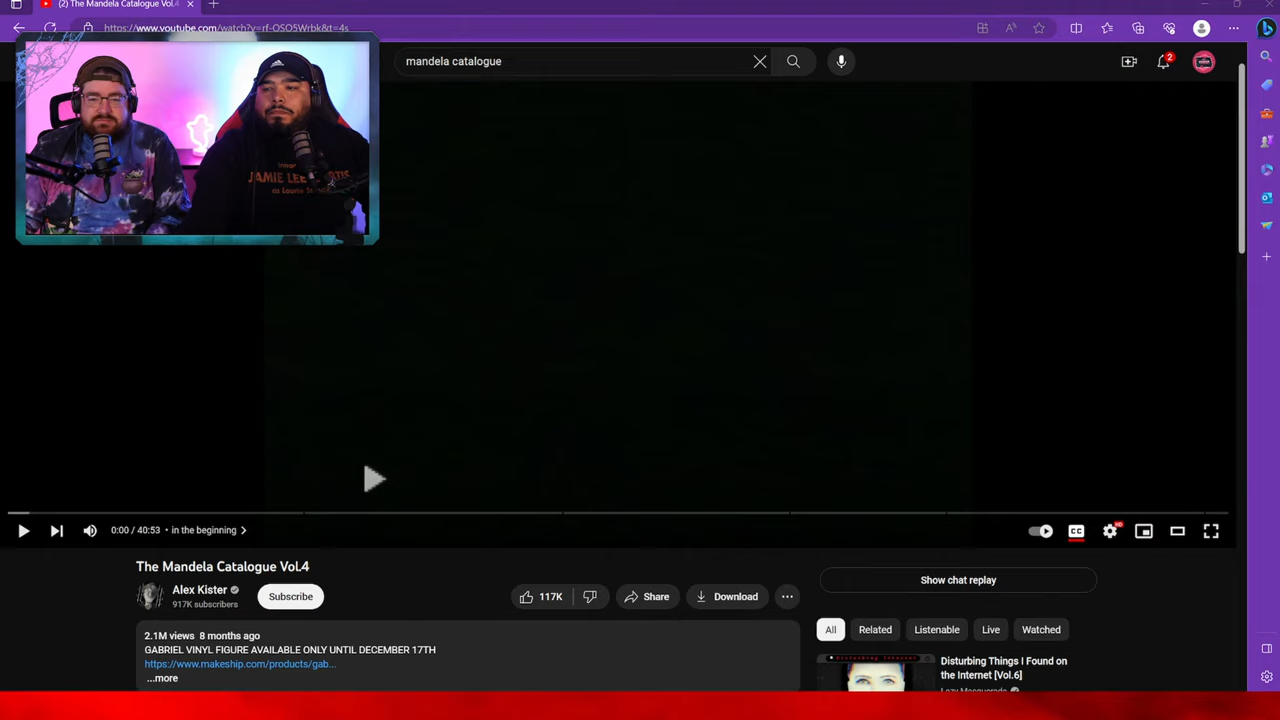 (2) The Mandela Catalogue Vol.4
https://www.youtube.com/watch?v=rf-OSO5Wrbk&t=4s
mandela catalogue
2
JAMIE LEE
as Laurie
0:00 / 40:53 • in the beginning
CC
HD
The Mandela Catalogue Vol.4
Alex Kister
917K subscribers
Subscribe
117K
Share
Download
Show chat replay
2.1M views 8 months ago
GABRIEL VINYL FIGURE AVAILABLE ONLY UNTIL DECEMBER 17TH
https://www.makeship.com/products/gab...
...more
All
Related
Listenable
Live
Watched
Disturbing Things I Found on
the Internet [Vol.6]